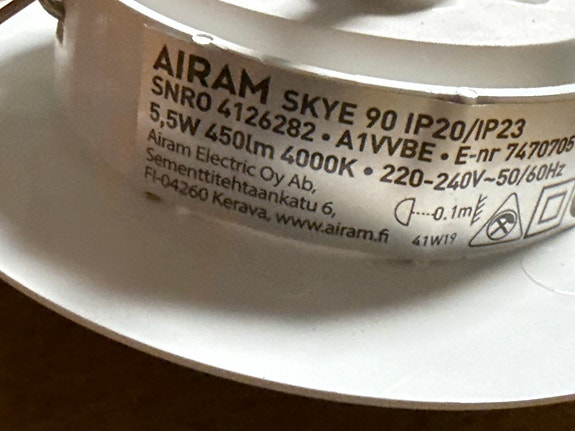 AIRAM SKYE 90 IP20/IP23
SNRO 4126282 • A1VVBE • E-nr 7470705
5,5W 450lm 4000K • 220-240V~50/60Hz
Airam Electric Oy Ab,
Sementtitehtaankatu 6,
FI-04260 Kerava, www.airam.fi
0.1m
41W19